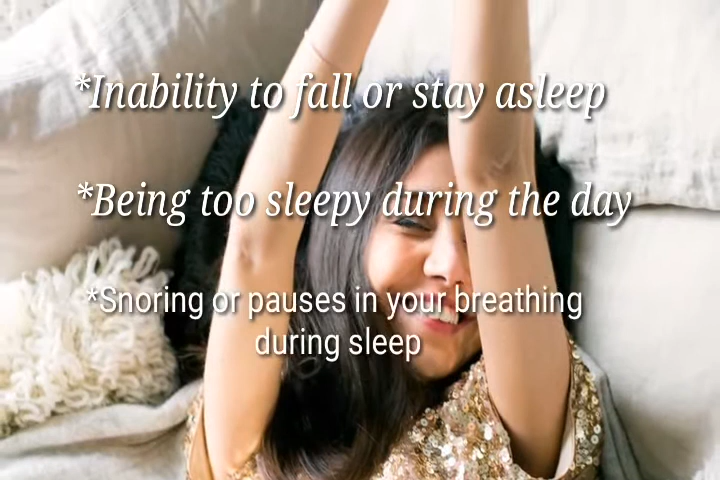 *Inability to fall or stay asleep
*Being too sleepy during the day
*Snoring or pauses in your breathing
during sleep